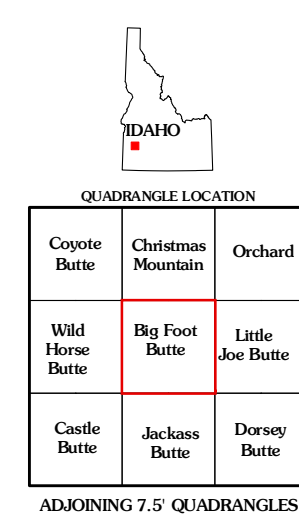 IDAHO
QUADRANGLE LOCATION
Coyote
Butte
Christmas
Mountain
Orchard
Wild
Horse
Butte
Big Foot
Butte
Little
Joe Butte
Castle
Butte
Jackass
Butte
Dorsey
Butte
ADJOINING 7.5' QUADRANGLES